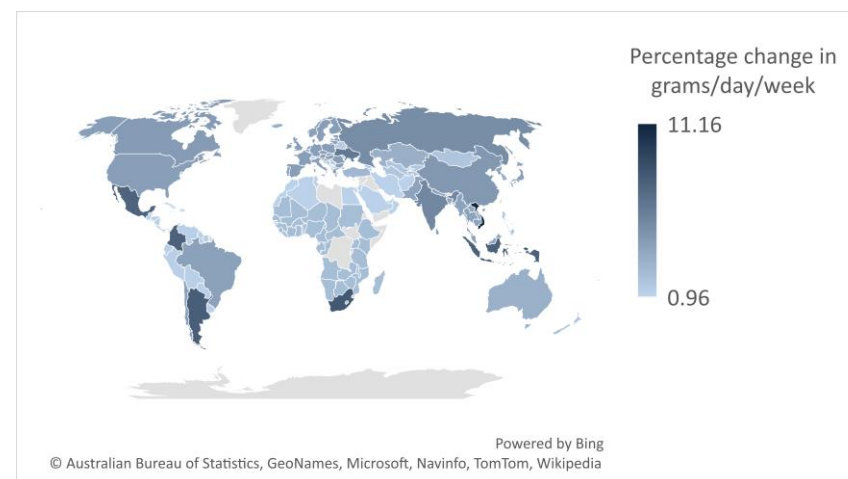 Percentage change in
grams/day/week
11.16
0.96
Powered by Bing
© Australian Bureau of Statistics, GeoNames, Microsoft, Navinfo, TomTom, Wikipedia